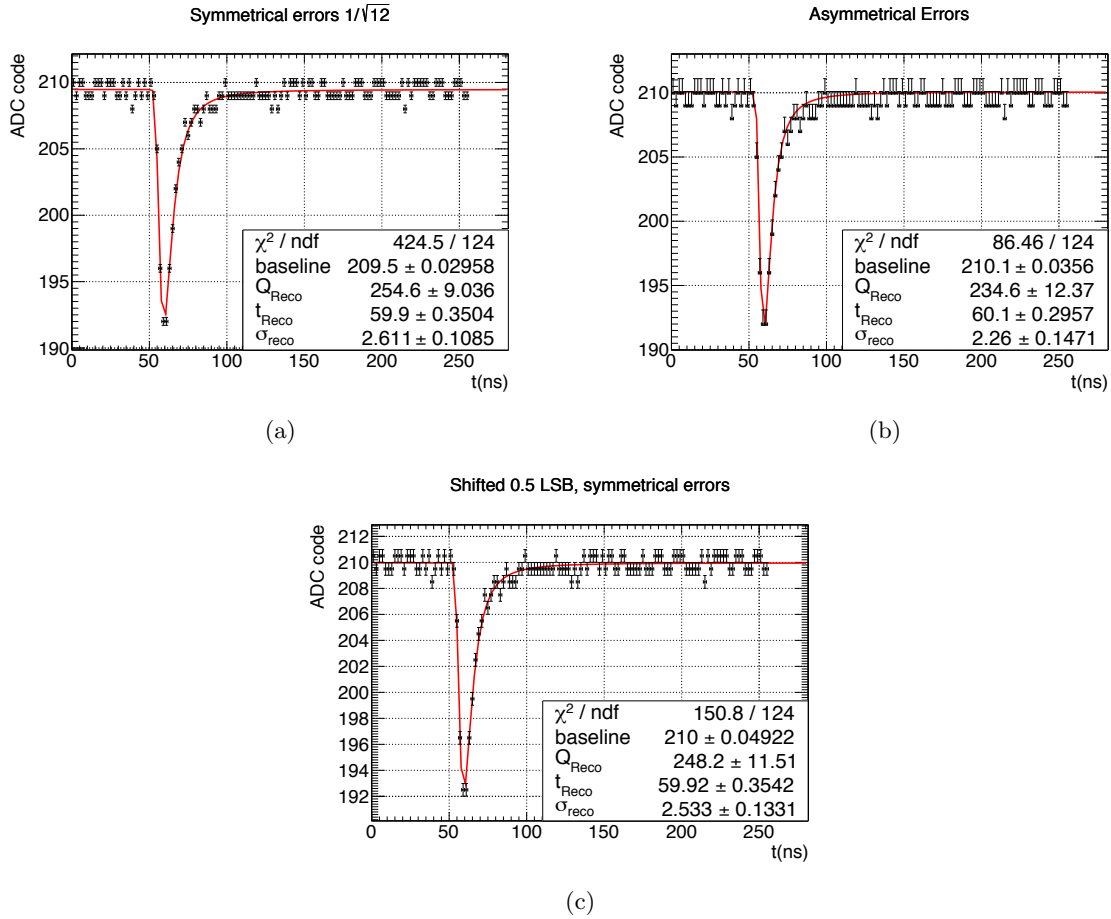 Symmetrical errors 1/√12
ADC code
210
205
200
195
190
0 50 100 150 200 250
t(ns)
χ² / ndf 424.5 / 124
baseline 209.5 ± 0.02958
Q_Reco 254.6 ± 9.036
t_Reco 59.9 ± 0.3504
σ_reco 2.611 ± 0.1085
(a)
Asymmetrical Errors
ADC code
210
205
200
195
190
0 50 100 150 200 250
t(ns)
χ² / ndf 86.46 / 124
baseline 210.1 ± 0.0356
Q_Reco 234.6 ± 12.37
t_Reco 60.1 ± 0.2957
σ_reco 2.26 ± 0.1471
(b)
Shifted 0.5 LSB, symmetrical errors
ADC code
212
210
208
206
204
202
200
198
196
194
192
0 50 100 150 200 250
t(ns)
χ² / ndf 150.8 / 124
baseline 210 ± 0.04922
Q_Reco 248.2 ± 11.51
t_Reco 59.92 ± 0.3542
σ_reco 2.533 ± 0.1331
(c)